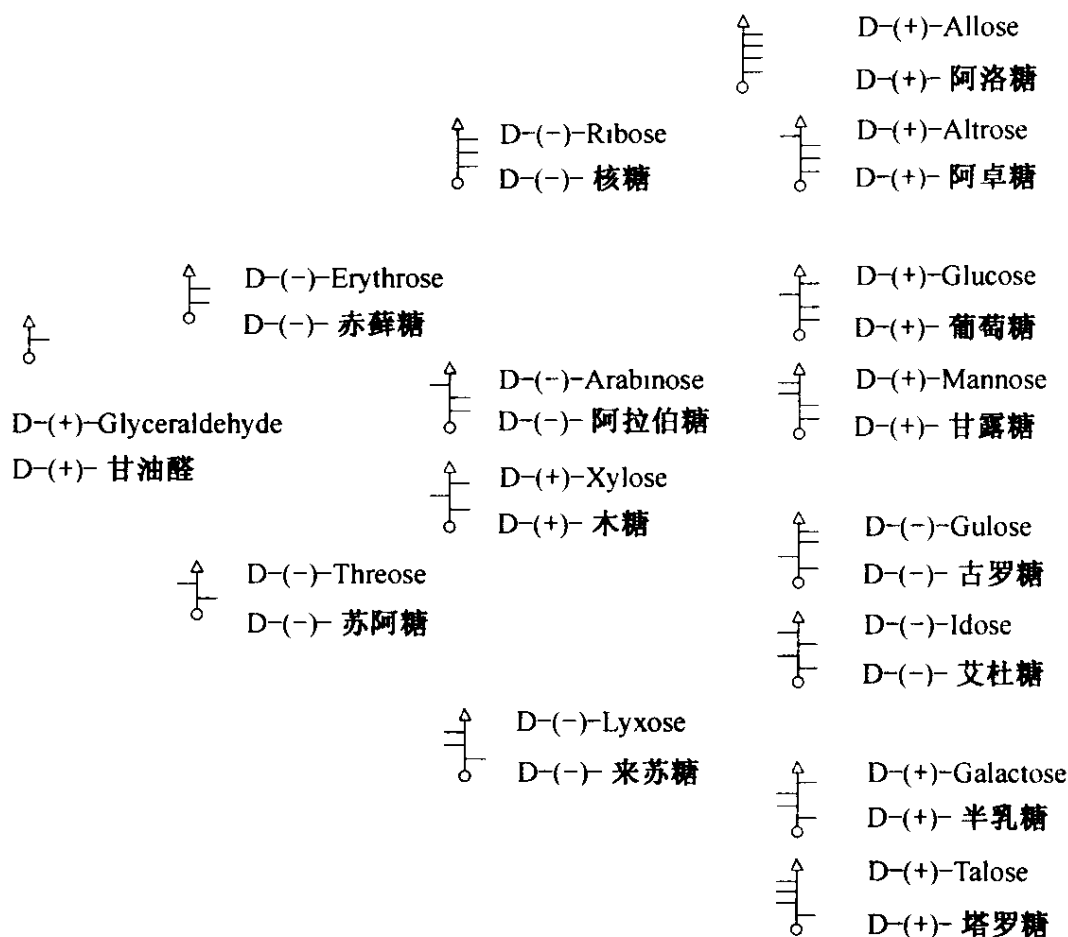 D-(+)-Allose
D-(+)- 阿洛糖
D-(-)-Ribose
D-(-)- 核糖
D-(+)-Altrose
D-(+)- 阿卓糖
D-(-)-Erythrose
D-(-)- 赤藓糖
D-(+)-Glucose
D-(+)- 葡萄糖
D-(+)-Glyceraldehyde
D-(+)- 甘油醛
D-(-)-Arabinose
D-(-)- 阿拉伯糖
D-(+)-Mannose
D-(+)- 甘露糖
D-(+)-Xylose
D-(+)- 木糖
D-(-)-Gulose
D-(-)- 古罗糖
D-(-)-Threose
D-(-)- 苏阿糖
D-(-)-Idose
D-(-)- 艾杜糖
D-(-)-Lyxose
D-(-)- 来苏糖
D-(+)-Galactose
D-(+)- 半乳糖
D-(+)-Talose
D-(+)- 塔罗糖